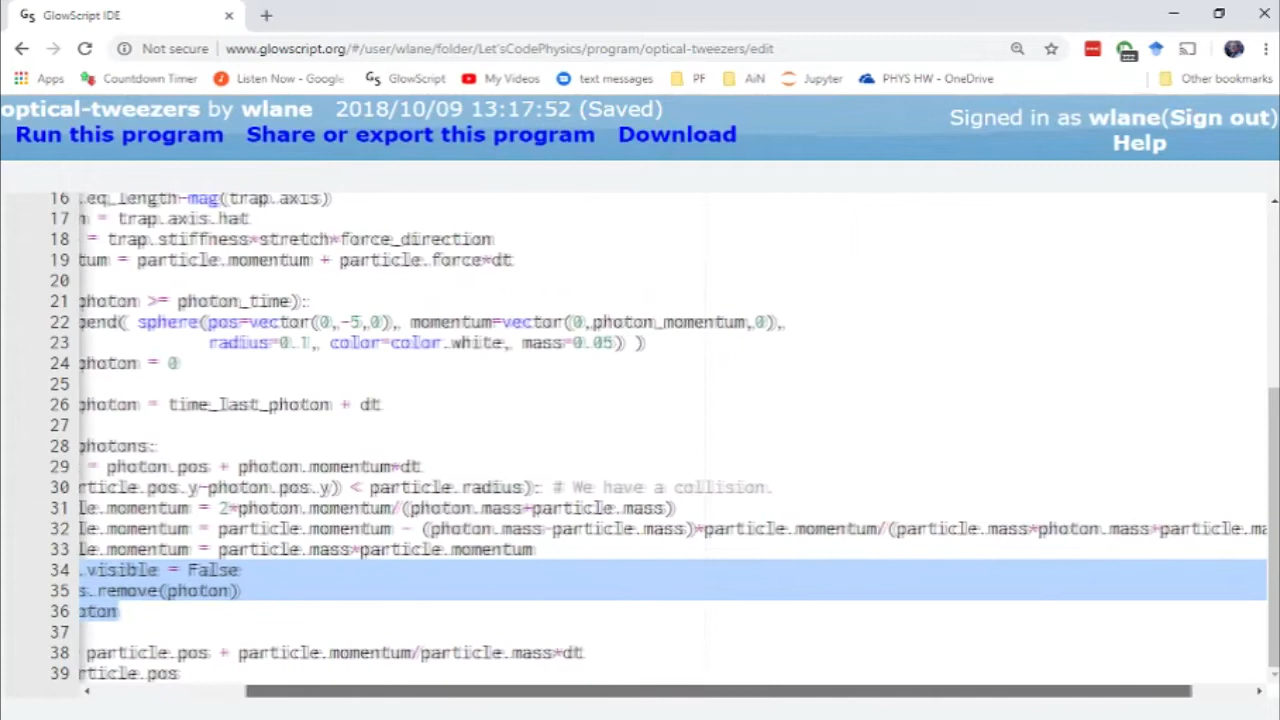 GlowScript IDE
Not secure | www.glowscript.org/#/user/wlane/folder/Let'sCodePhysics/program/optical-tweezers/edit
Apps Countdown Timer Listen Now - Google GlowScript My Videos text messages PF AiN Jupyter PHYS HW - OneDrive Other bookmarks
optical-tweezers by wlane 2018/10/09 13:17:52 (Saved) Signed in as wlane(Sign out)
Run this program Share or export this program Download Help
16 .eq_length-mag(trap.axis)
17 n = trap.axis.hat
18 = trap.stiffness*stretch*force_direction
19 tum = particle.momentum + particle.force*dt
20
21 photon >= photon_time):
22 pend( sphere(pos=vector(0,-5,0), momentum=vector(0,photon_momentum,0),
23 radius=0.1, color=color.white, mass=0.05) )
24 photon = 0
25
26 photon = time_last_photon + dt
27
28 photons:
29 = photon.pos + photon.momentum*dt
30 rticle.pos.y-photon.pos.y) < particle.radius): # We have a collision.
31 le.momentum = 2*photon.momentum/(photon.mass+particle.mass)
32 le.momentum = particle.momentum - (photon.mass-particle.mass)*particle.momentum/(particle.mass*photon.mass+particle.ma
33 le.momentum = particle.mass*particle.momentum
34 .visible = False
35 s.remove(photon)
36 oton
37
38 particle.pos + particle.momentum/particle.mass*dt
39 rticle.pos